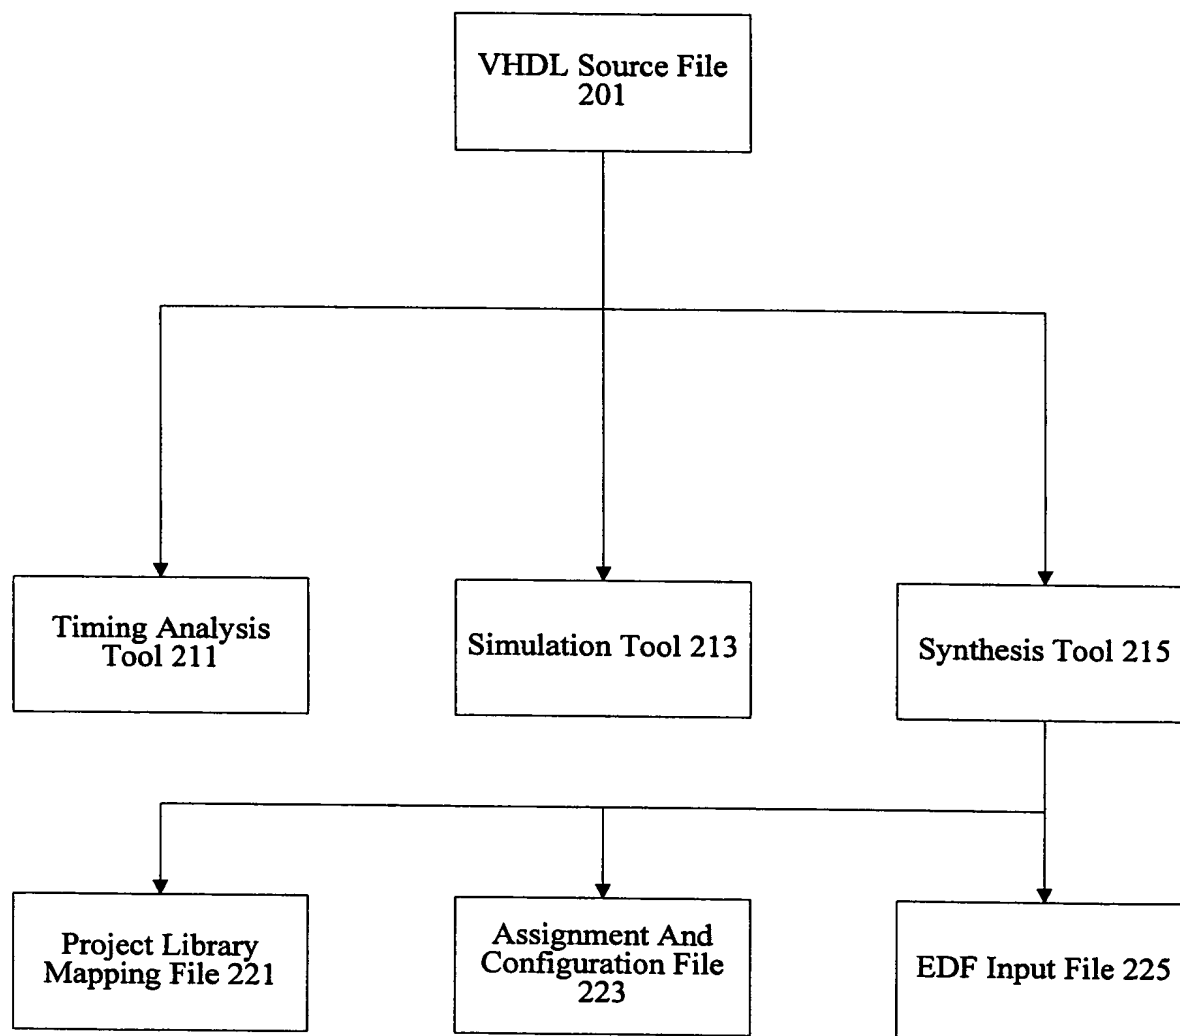 VHDL Source File
201
Timing Analysis
Tool 211
Simulation Tool 213
Synthesis Tool 215
Project Library
Mapping File 221
Assignment And
Configuration File
223
EDF Input File 225